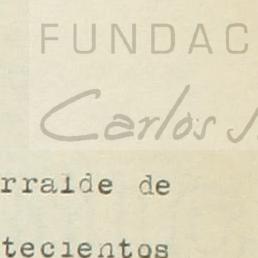 FUNDAC
Carlos J.
rralde de
tecientos